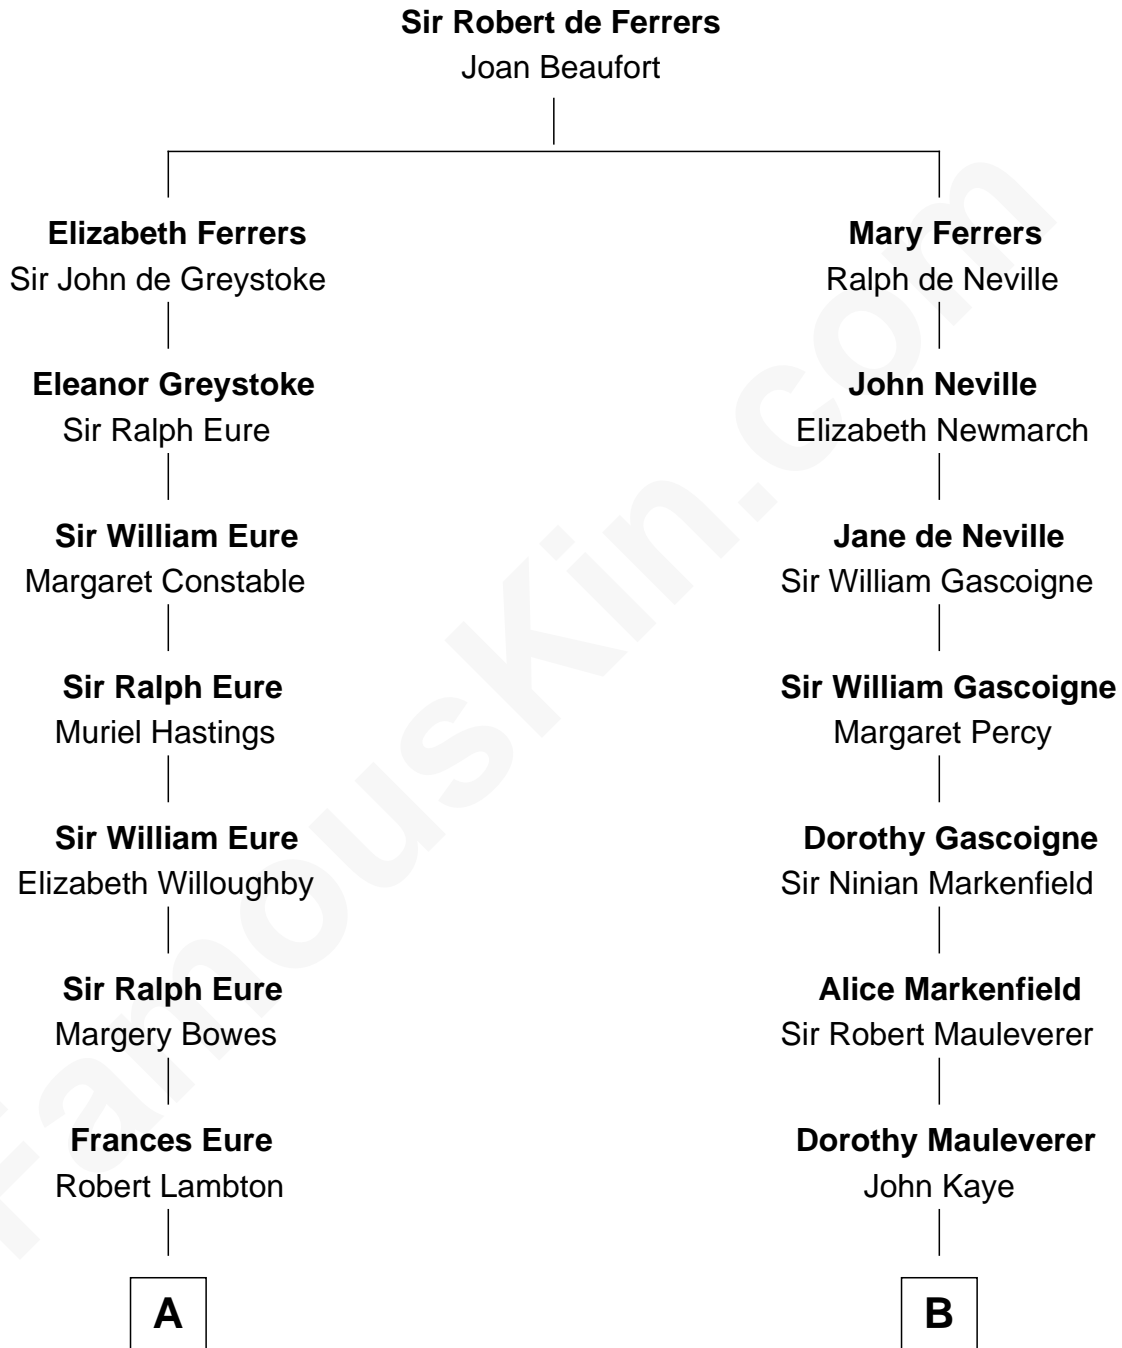 Sir Robert de Ferrers
Joan Beaufort
Elizabeth Ferrers
Sir John de Greystoke
Mary Ferrers
Ralph de Neville
Eleanor Greystoke
Sir Ralph Eure
John Neville
Elizabeth Newmarch
Sir William Eure
Margaret Constable
Jane de Neville
Sir William Gascoigne
Sir Ralph Eure
Muriel Hastings
Sir William Gascoigne
Margaret Percy
Sir William Eure
Elizabeth Willoughby
Dorothy Gascoigne
Sir Ninian Markenfield
Sir Ralph Eure
Margery Bowes
Alice Markenfield
Sir Robert Mauleverer
Frances Eure
Robert Lambton
Dorothy Mauleverer
John Kaye
A
B
FamousKin.com